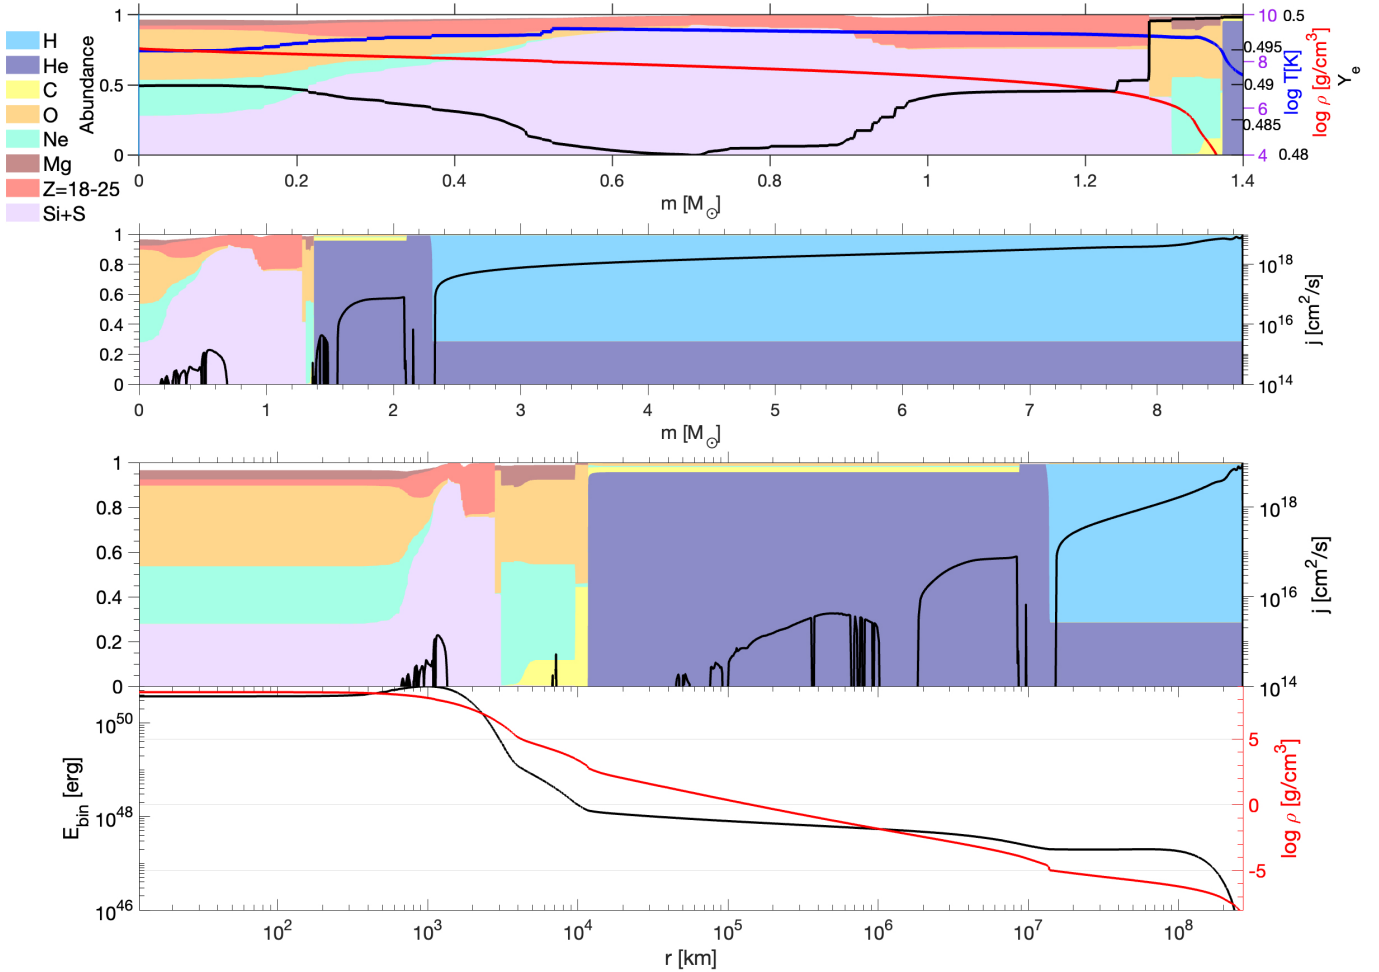 H
He
C
O
Ne
Mg
Z=18-25
Si+S
Abundance
1
0.5
0
0 0.2 0.4 0.6 0.8 1 1.2 1.4
m [M⊙]
10
8
6
4
log T[K]
log ρ [g/cm³]
0.5
0.495
0.49
0.485
0.48
Yₑ
1
0.8
0.6
0.4
0.2
0
0 1 2 3 4 5 6 7 8
m [M⊙]
10¹⁸
10¹⁶
10¹⁴
j [cm²/s]
1
0.8
0.6
0.4
0.2
0
10¹⁸
10¹⁶
10¹⁴
j [cm²/s]
10⁵⁰
10⁴⁸
10⁴⁶
E_bin [erg]
5
0
-5
log ρ [g/cm³]
10² 10³ 10⁴ 10⁵ 10⁶ 10⁷ 10⁸
r [km]